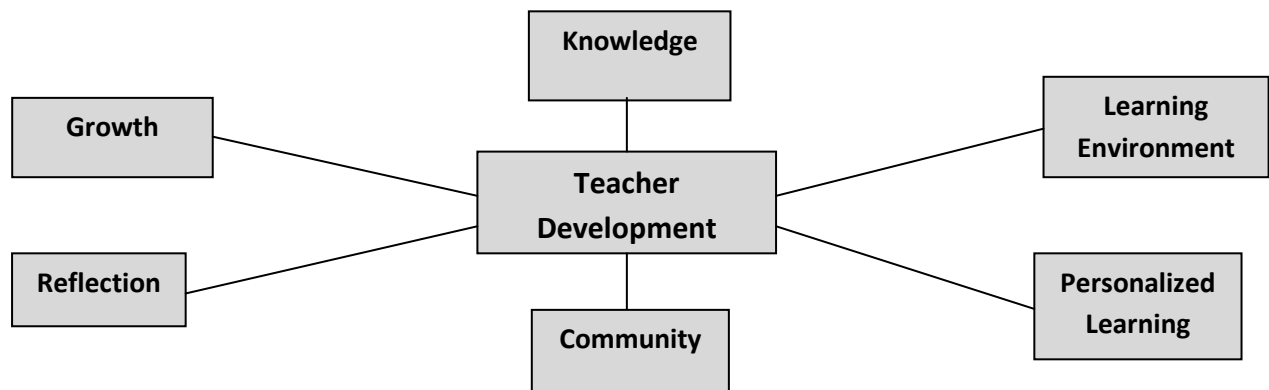 Knowledge
Growth
Learning
Environment
Teacher
Development
Reflection
Personalized
Learning
Community